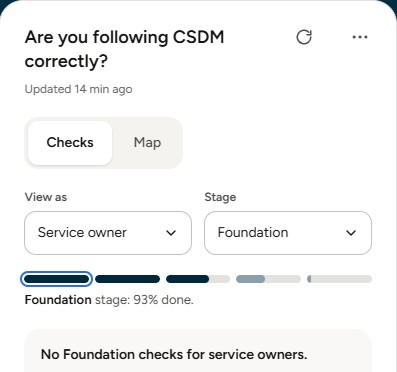 Are you following CSDM
correctly?
Updated 14 min ago
Checks Map
View as Stage
Service owner Foundation
Foundation stage: 93% done.
No Foundation checks for service owners.